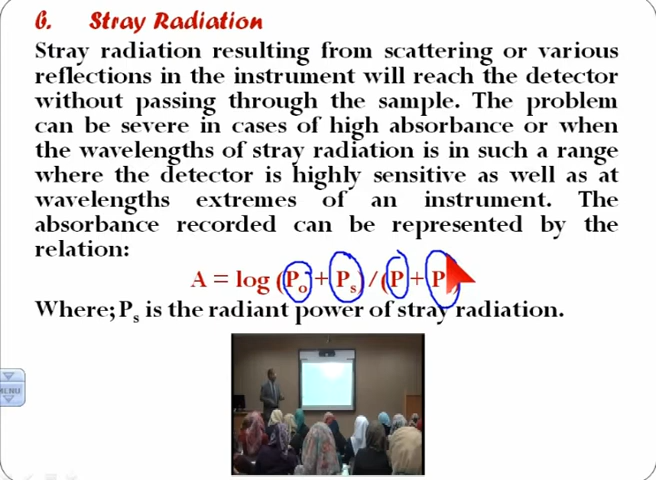 6. Stray Radiation
Stray radiation resulting from scattering or various
reflections in the instrument will reach the detector
without passing through the sample. The problem
can be severe in cases of high absorbance or when
the wavelengths of stray radiation is in such a range
where the detector is highly sensitive as well as at
wavelengths extremes of an instrument. The
absorbance recorded can be represented by the
relation:
A = log (Po + Ps) / (P + P
Where; Ps is the radiant power of stray radiation.
MLNU